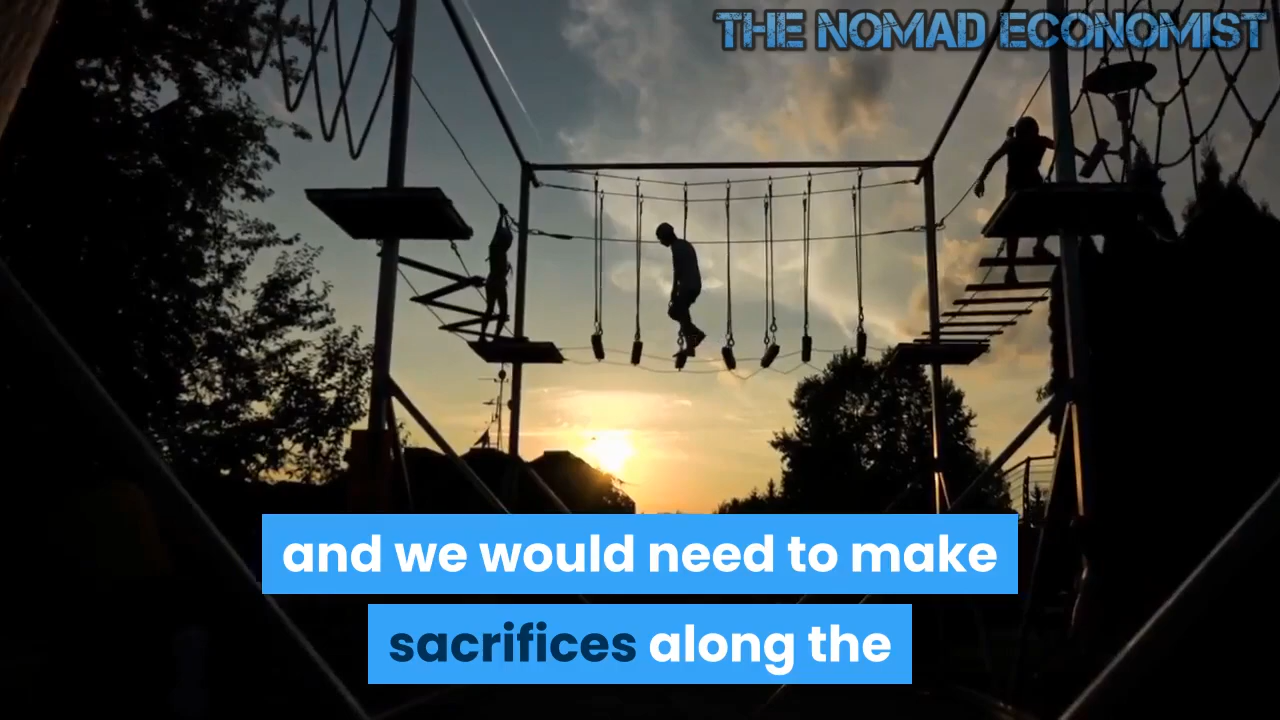 THE NOMAD ECONOMIST
and we would need to make
sacrifices along the